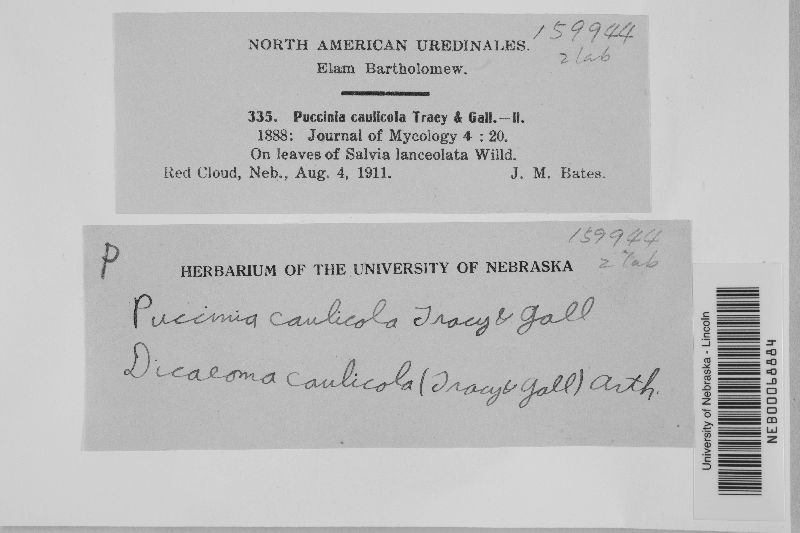 159944
2 lab
NORTH AMERICAN UREDINALES.
Elam Bartholomew.
335. Puccinia caulicola Tracy & Gall.—II.
1888: Journal of Mycology 4 : 20.
On leaves of Salvia lanceolata Willd.
Red Cloud, Neb., Aug. 4, 1911. J. M. Bates.
159944
2 lab
P
HERBARIUM OF THE UNIVERSITY OF NEBRASKA
Puccinia caulicola Tracy & Gall
Dicaeoma caulicola (Tracy & Gall) Arth.
University of Nebraska - Lincoln
NEB00068884